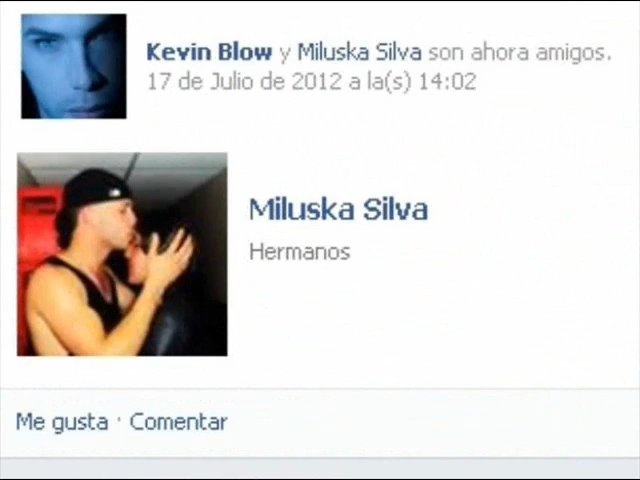 Kevin Blow y Miluska Silva son ahora amigos.
17 de Julio de 2012 a la(s) 14:02
Miluska Silva
Hermanos
Me gusta · Comentar